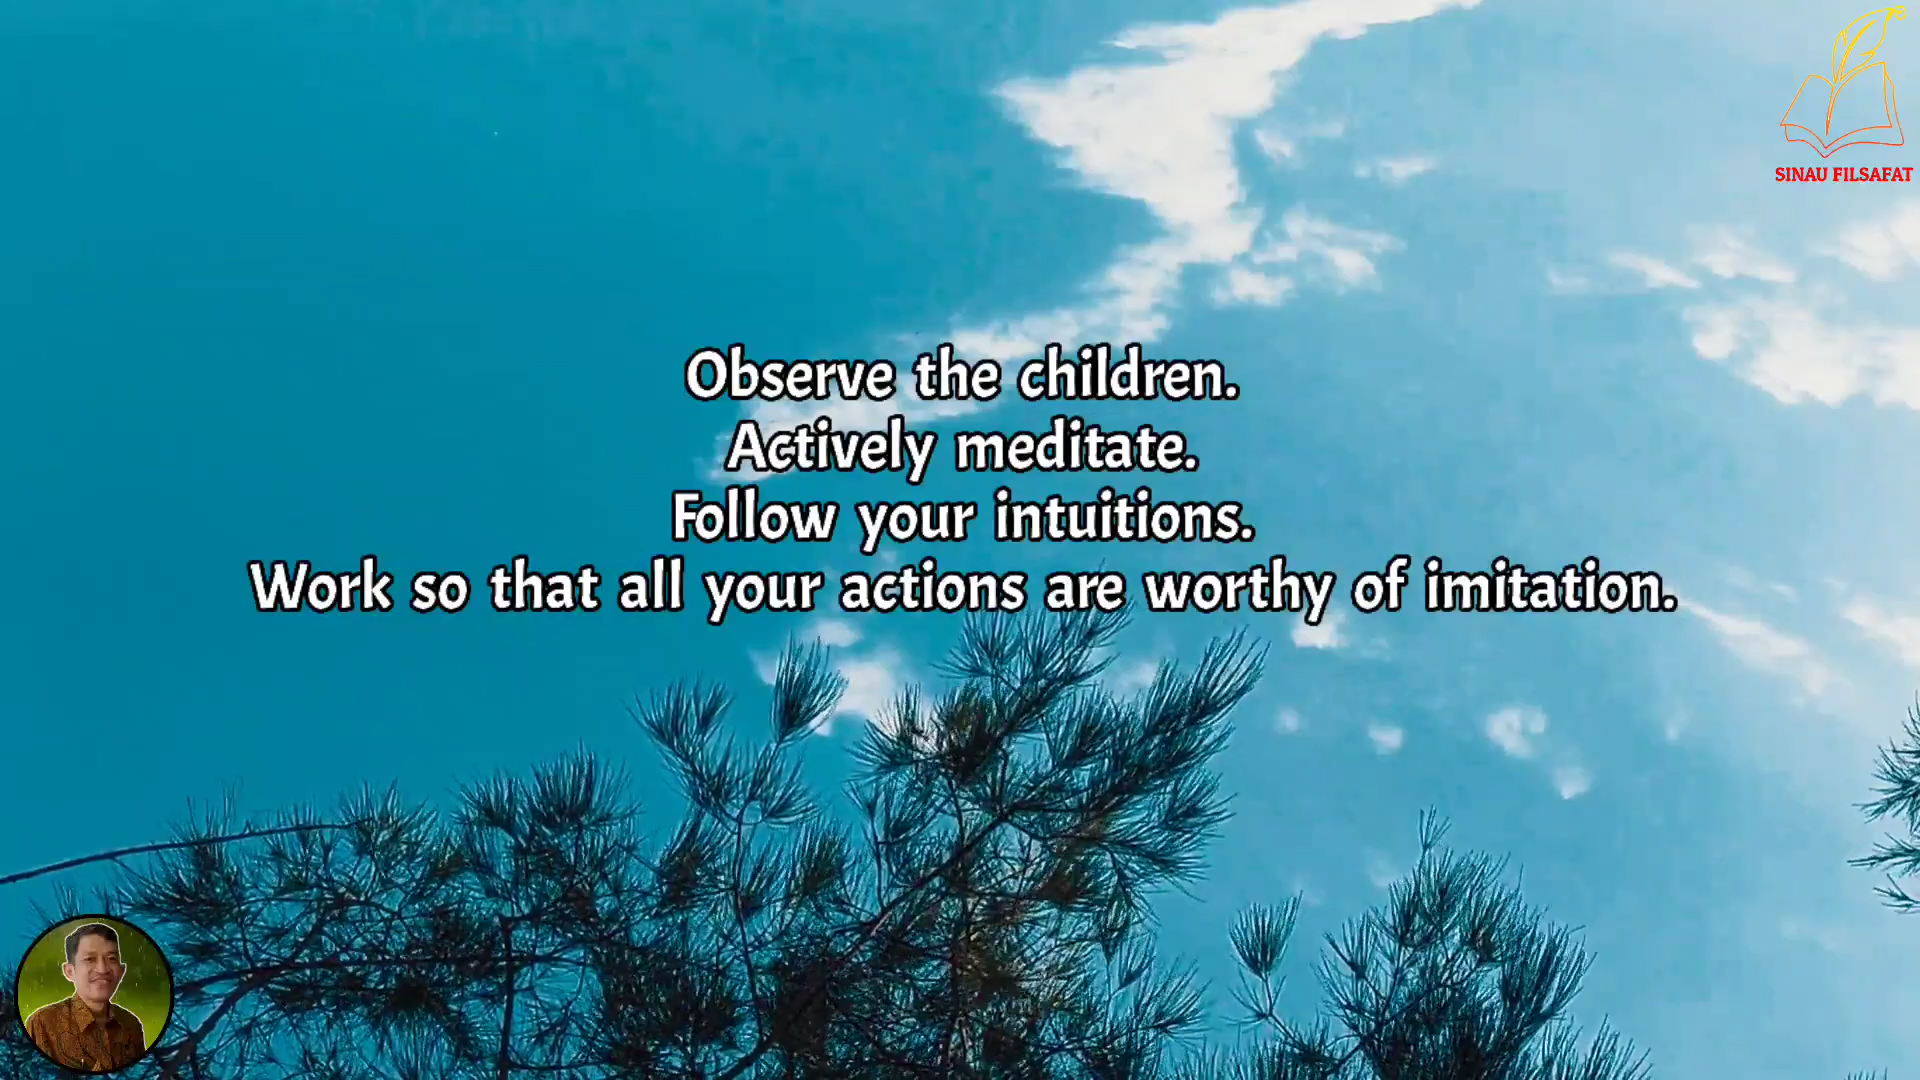 SINAU FILSAFAT
Observe the children.
Actively meditate.
Follow your intuitions.
Work so that all your actions are worthy of imitation.